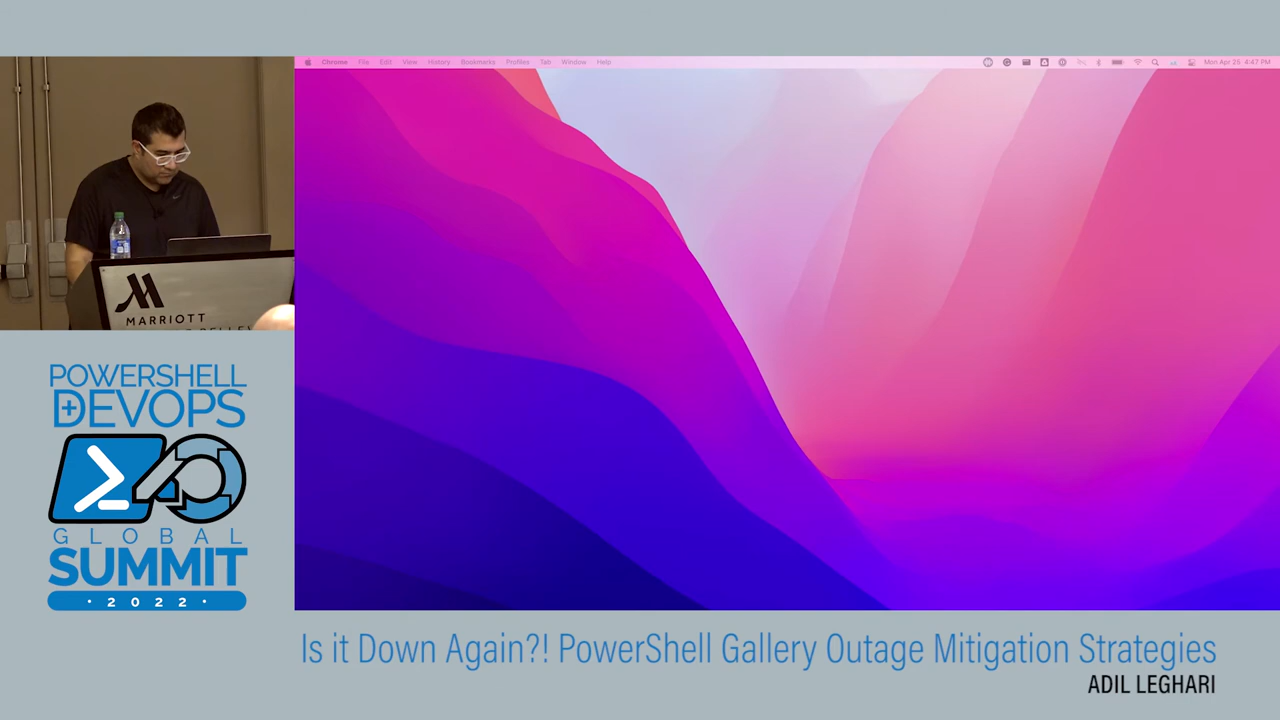 Chrome File Edit View History Bookmarks Profiles Tab Window Help Mon Apr 25 4:47 PM
MARRIOTT
POWERSHELL
+DEVOPS
GLOBAL
SUMMIT
· 2022 ·
Is it Down Again?! PowerShell Gallery Outage Mitigation Strategies
ADIL LEGHARI